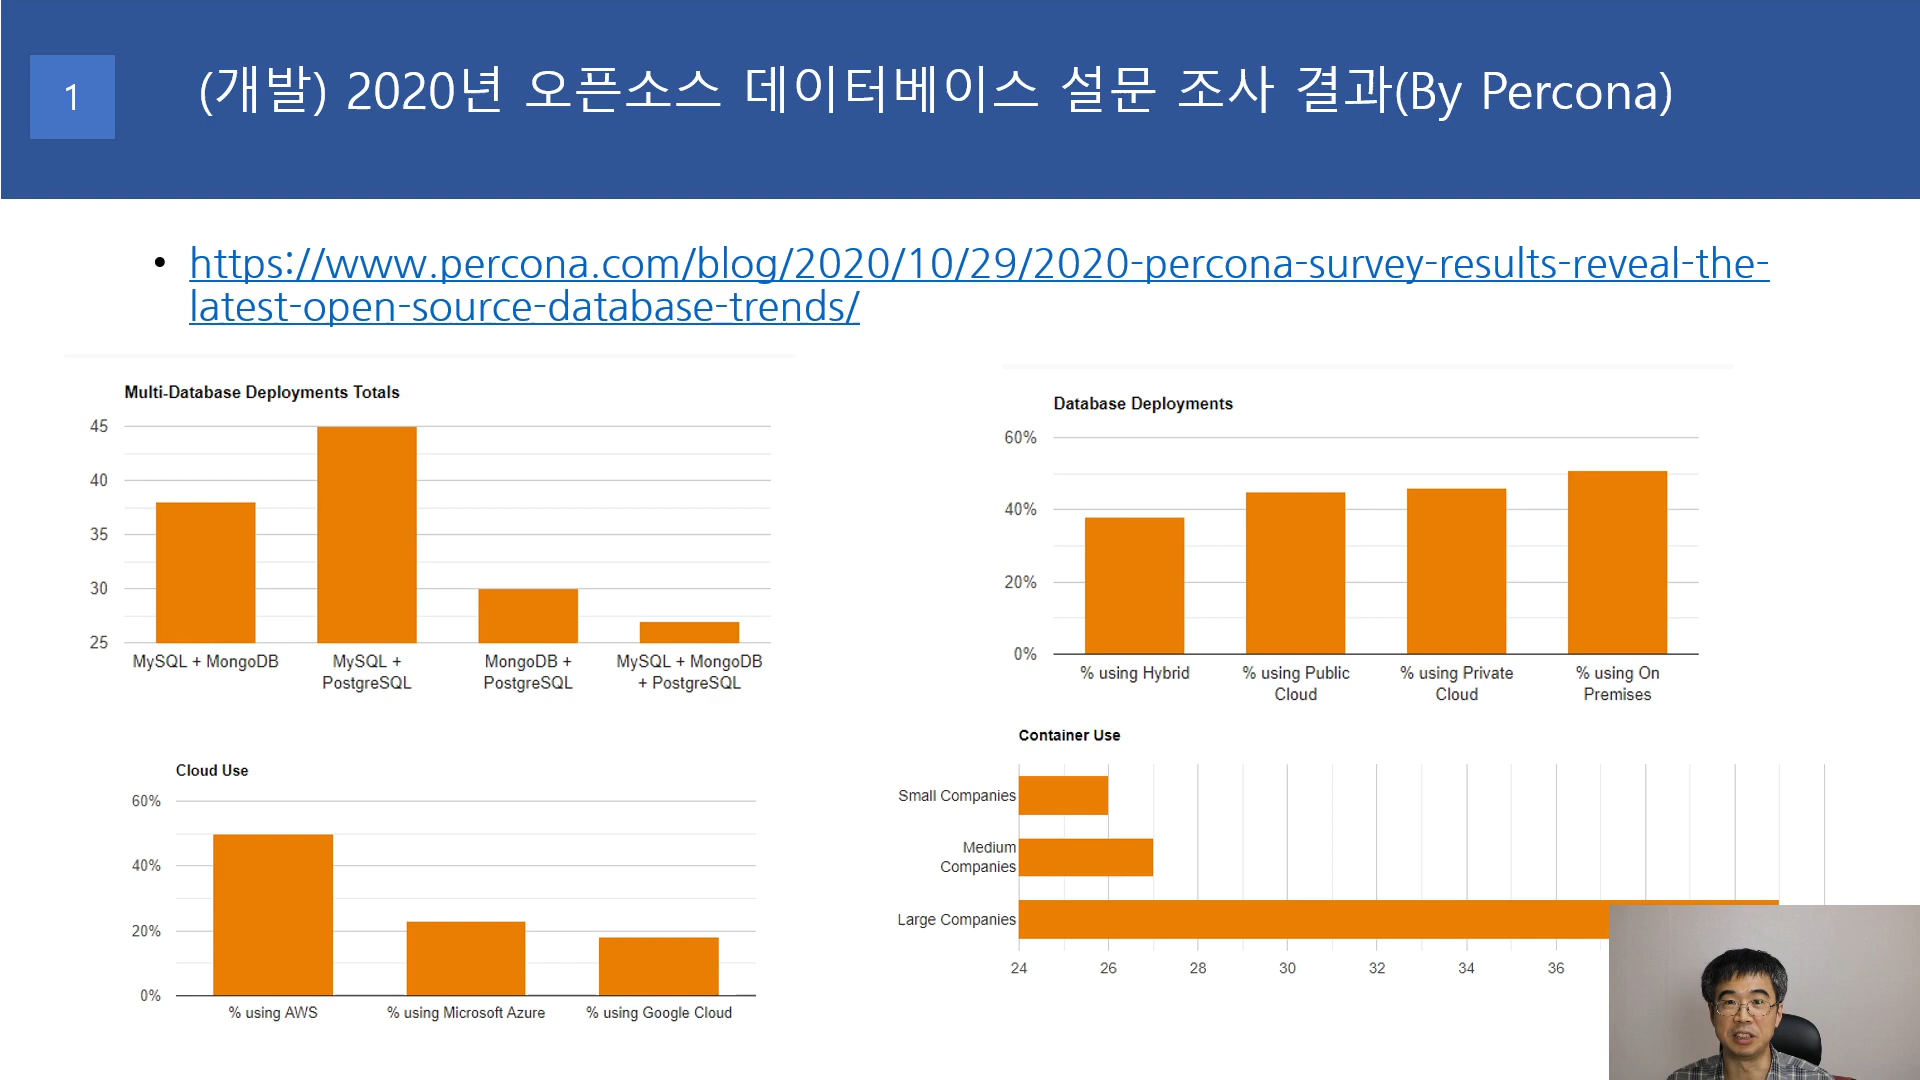 1
(개발) 2020년 오픈소스 데이터베이스 설문 조사 결과(By Percona)
• https://www.percona.com/blog/2020/10/29/2020-percona-survey-results-reveal-the-
latest-open-source-database-trends/
Multi-Database Deployments Totals
45
40
35
30
25
MySQL + MongoDB
MySQL +
PostgreSQL
MongoDB +
PostgreSQL
MySQL + MongoDB
+ PostgreSQL
Database Deployments
60%
40%
20%
0%
% using Hybrid
% using Public
Cloud
% using Private
Cloud
% using On
Premises
Cloud Use
60%
40%
20%
0%
% using AWS
% using Microsoft Azure
% using Google Cloud
Container Use
Small Companies
Medium
Companies
Large Companies
24 26 28 30 32 34 36